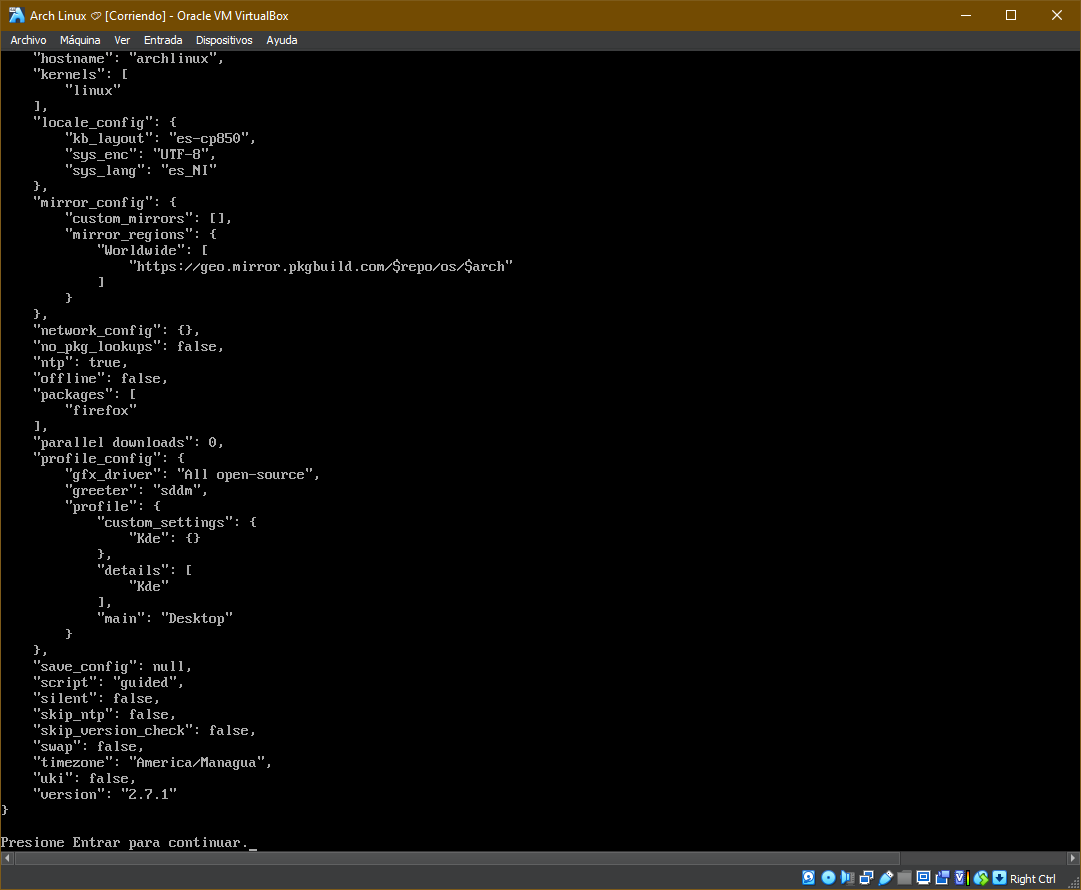 Arch Linux [Corriendo] - Oracle VM VirtualBox
Archivo Máquina Ver Entrada Dispositivos Ayuda
    "hostname": "archlinux",
    "kernels": [
        "linux"
    ],
    "locale_config": {
        "kb_layout": "es-cp850",
        "sys_enc": "UTF-8",
        "sys_lang": "es_NI"
    },
    "mirror_config": {
        "custom_mirrors": [],
        "mirror_regions": {
            "Worldwide": [
                "https://geo.mirror.pkgbuild.com/$repo/os/$arch"
            ]
        }
    },
    "network_config": {},
    "no_pkg_lookups": false,
    "ntp": true,
    "offline": false,
    "packages": [
        "firefox"
    ],
    "parallel downloads": 0,
    "profile_config": {
        "gfx_driver": "All open-source",
        "greeter": "sddm",
        "profile": {
            "custom_settings": {
                "Kde": {}
            },
            "details": [
                "Kde"
            ],
            "main": "Desktop"
        }
    },
    "save_config": null,
    "script": "guided",
    "silent": false,
    "skip_ntp": false,
    "skip_version_check": false,
    "swap": false,
    "timezone": "America/Managua",
    "uki": false,
    "version": "2.7.1"
}
Presione Entrar para continuar._
Right Ctrl